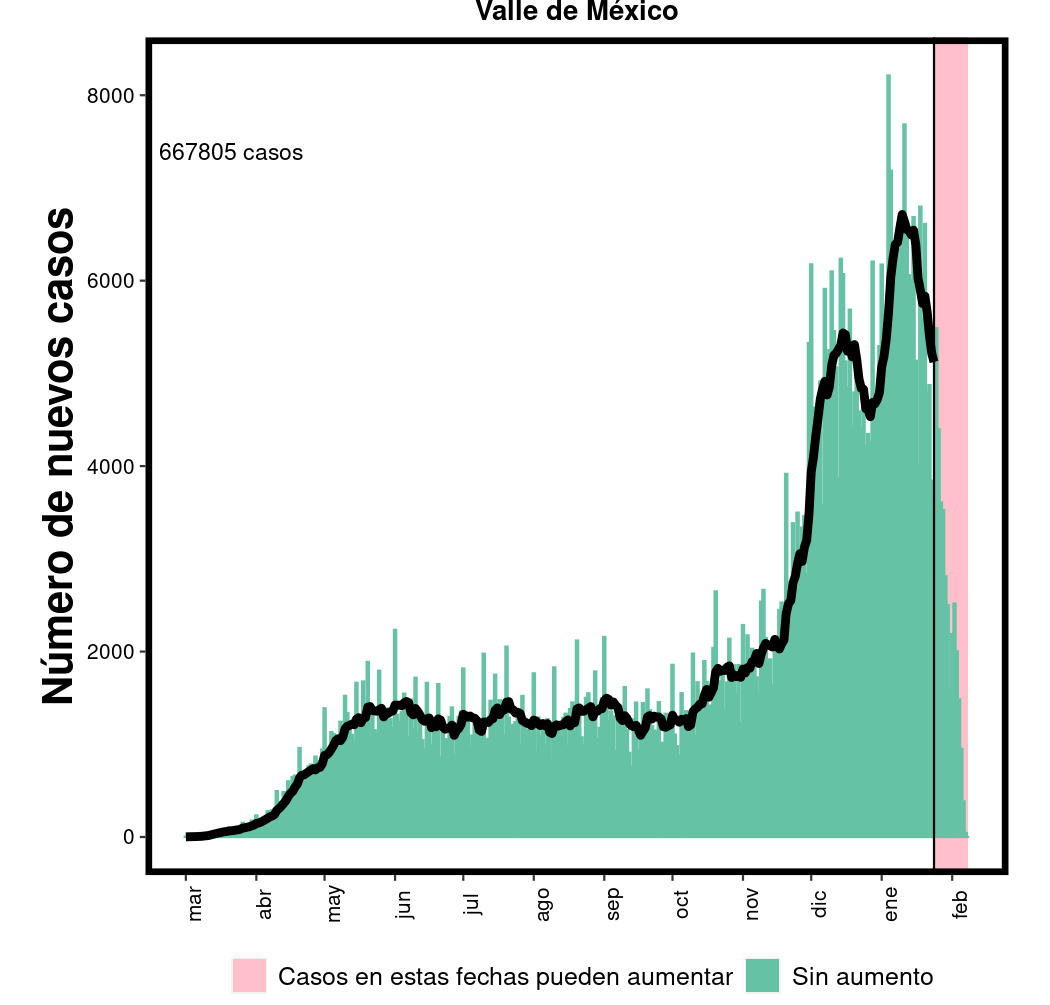 Valle de México
667805 casos
Número de nuevos casos
8000
6000
4000
2000
0
mar
abr
may
jun
jul
ago
sep
oct
nov
dic
ene
feb
Casos en estas fechas pueden aumentar
Sin aumento